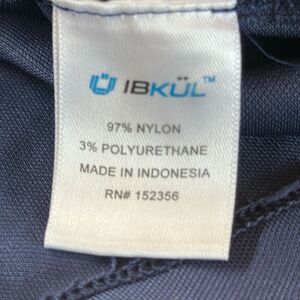 IBKÜL™
97% NYLON
3% POLYURETHANE
MADE IN INDONESIA
RN# 152356